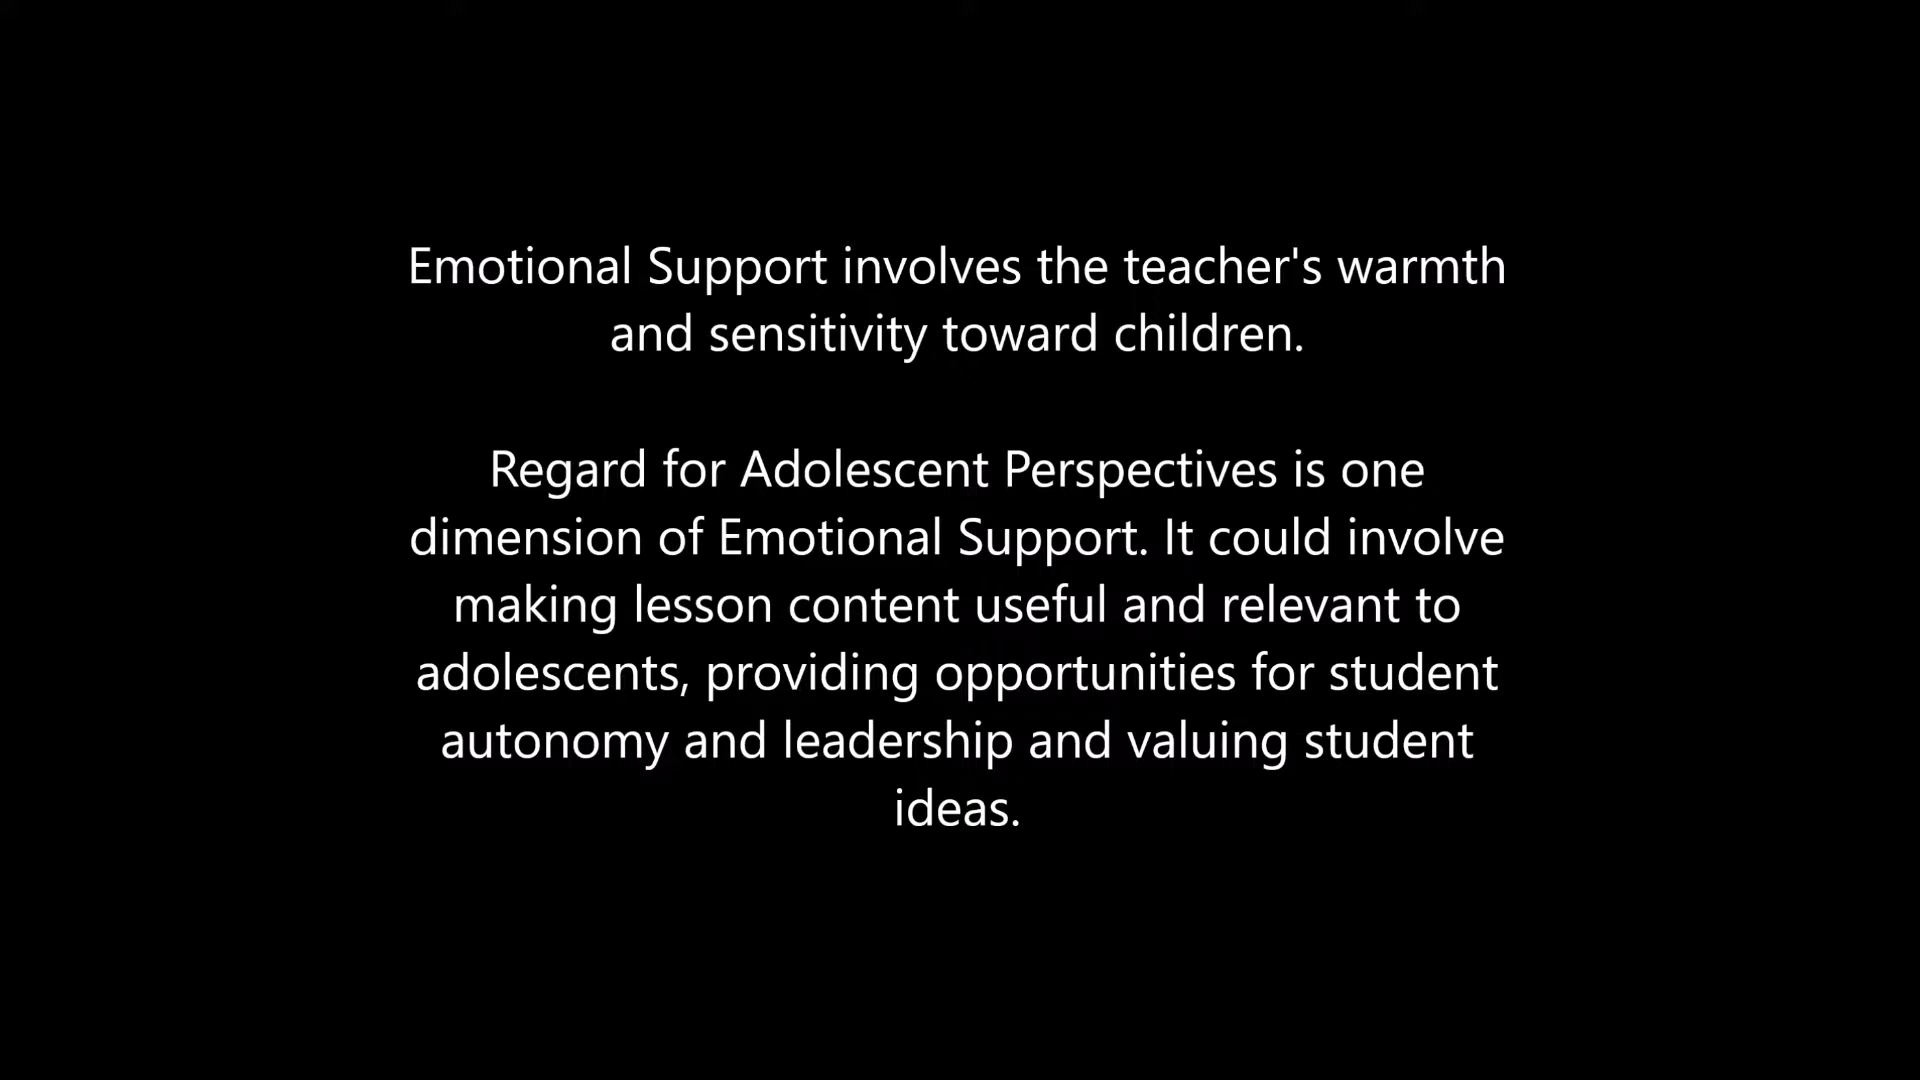 Emotional Support involves the teacher's warmth
and sensitivity toward children.
Regard for Adolescent Perspectives is one
dimension of Emotional Support. It could involve
making lesson content useful and relevant to
adolescents, providing opportunities for student
autonomy and leadership and valuing student
ideas.